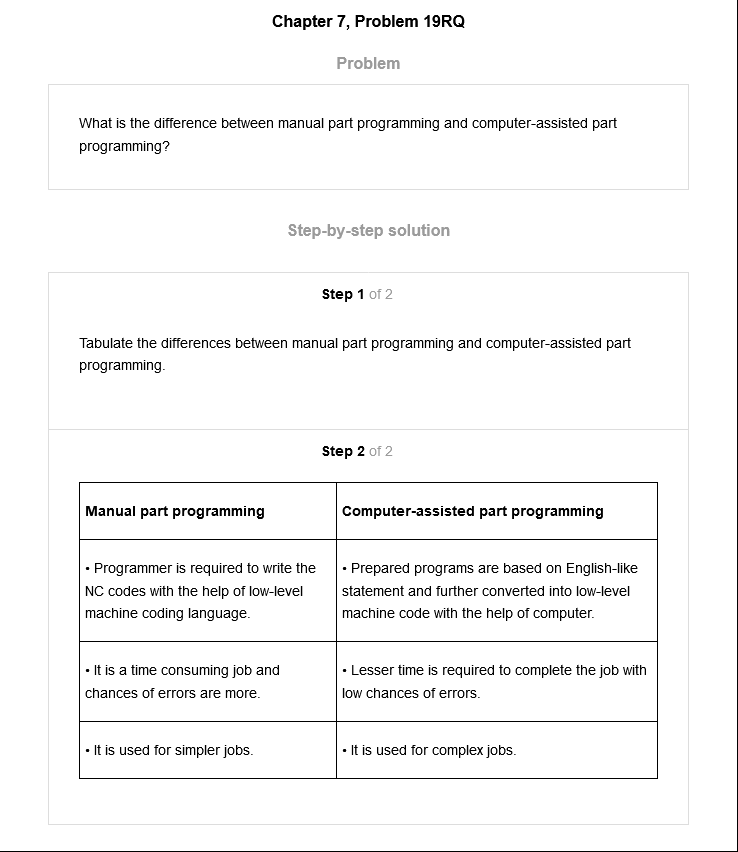 Chapter 7, Problem 19RQ
Problem
What is the difference between manual part programming and computer-assisted part
programming?
Step-by-step solution
Step 1 of 2
Tabulate the differences between manual part programming and computer-assisted part
programming.
Step 2 of 2
Manual part programming
Computer-assisted part programming
• Programmer is required to write the
NC codes with the help of low-level
machine coding language.
• Prepared programs are based on English-like
statement and further converted into low-level
machine code with the help of computer.
• It is a time consuming job and
chances of errors are more.
• Lesser time is required to complete the job with
low chances of errors.
• It is used for simpler jobs.
• It is used for complex jobs.